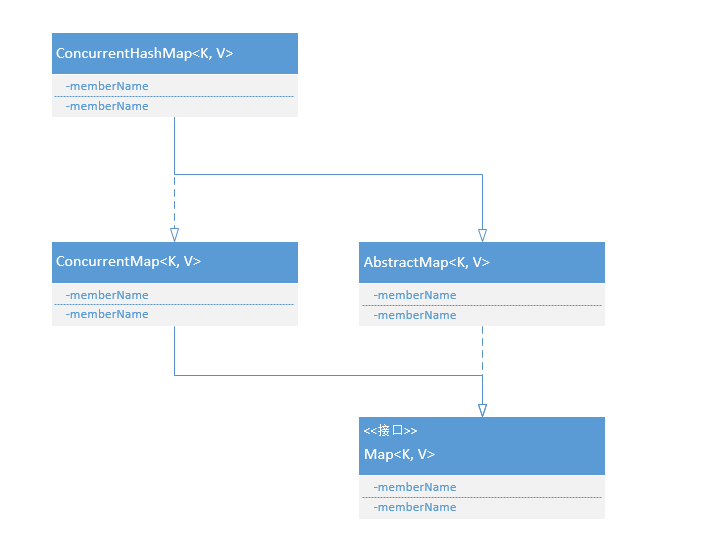 ConcurrentHashMap<K, V>
-memberName
-memberName
ConcurrentMap<K, V>
-memberName
-memberName
AbstractMap<K, V>
-memberName
-memberName
<<接口>>
Map<K, V>
-memberName
-memberName